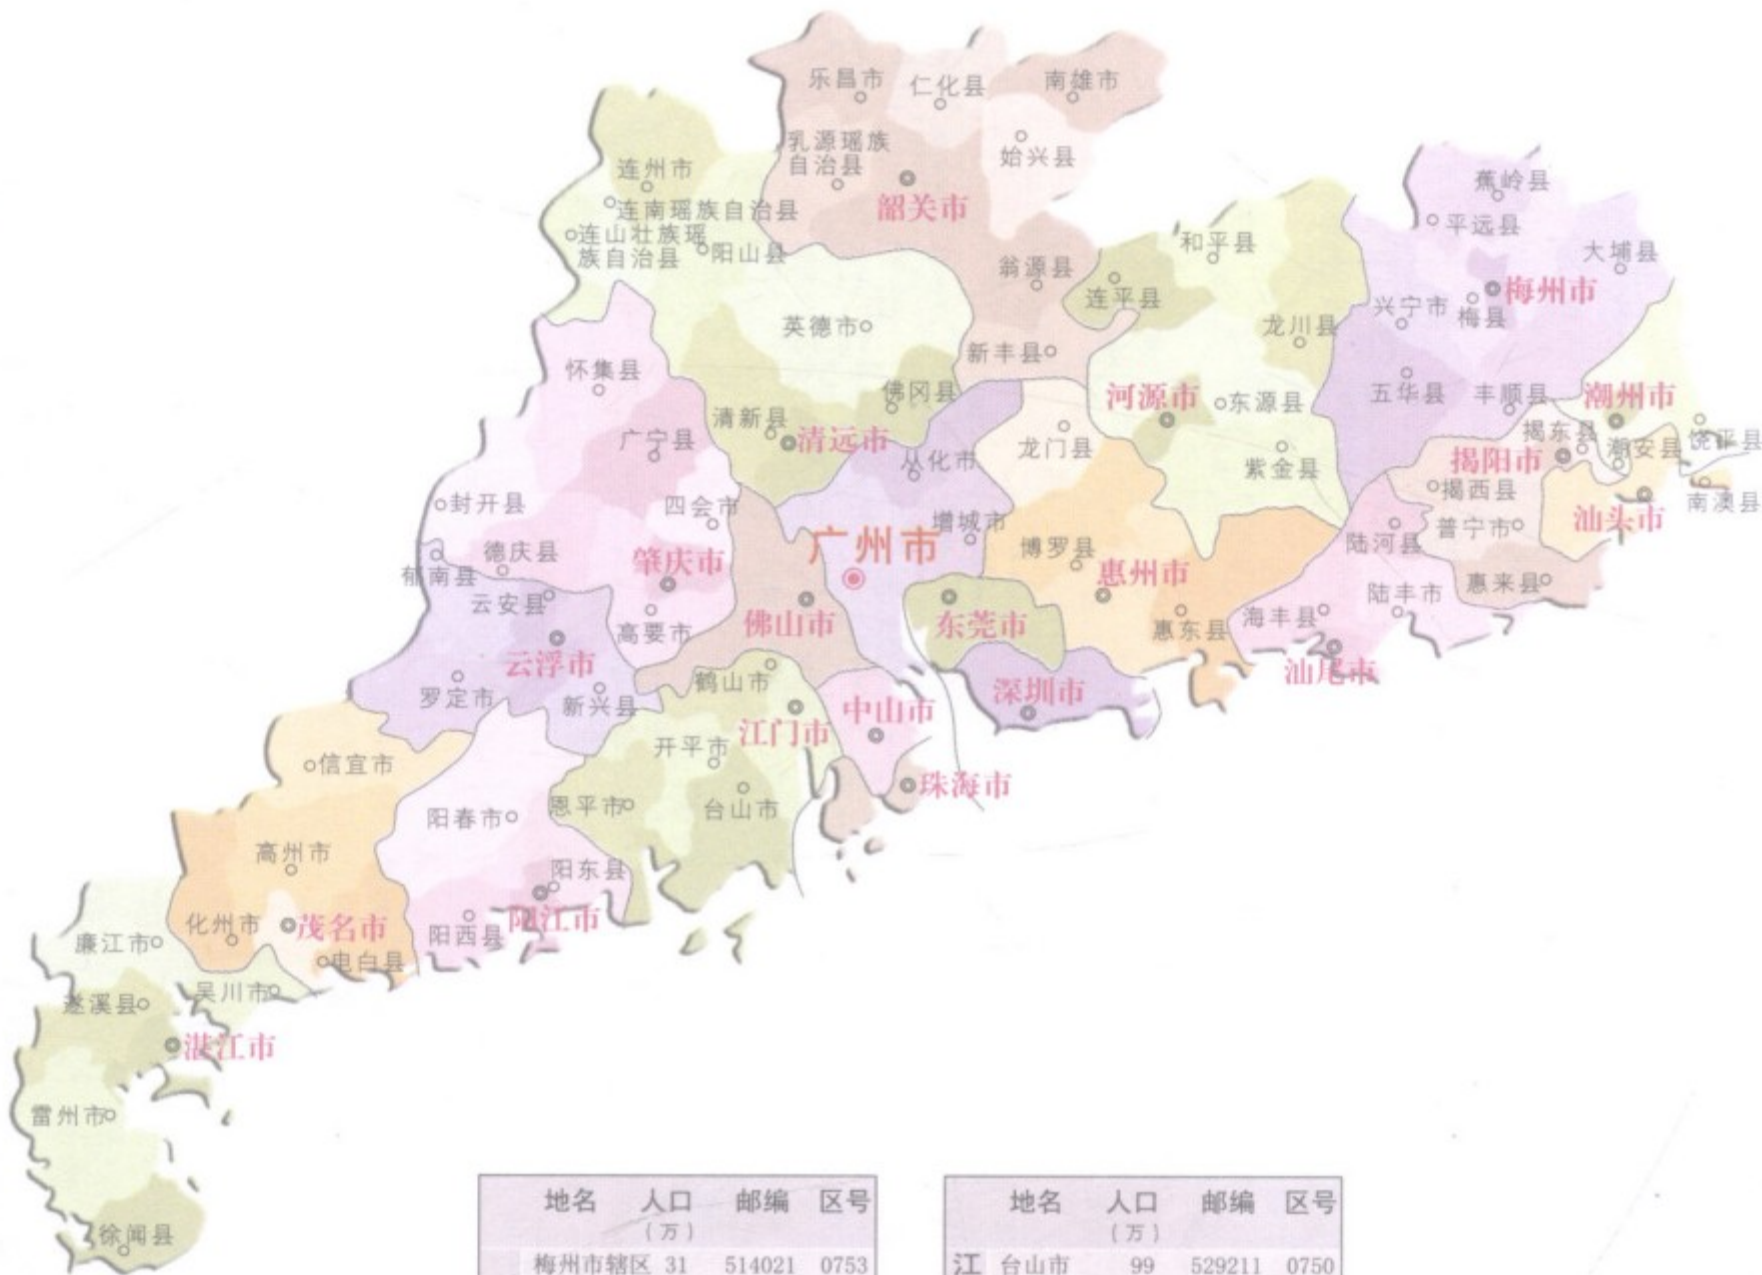 乐昌市
仁化县
南雄市
乳源瑶族
自治县
始兴县
韶关市
连州市
连南瑶族自治县
连山壮族瑶
族自治县
阳山县
翁源县
连平县
和平县
蕉岭县
平远县
大埔县
梅州市
兴宁市
梅县
英德市
新丰县
龙川县
怀集县
佛冈县
河源市
东源县
五华县
丰顺县
潮州市
清新县
清远市
广宁县
从化市
龙门县
紫金县
揭东县
潮安县
饶平县
揭阳市
揭西县
汕头市
南澳县
封开县
四会市
广州市
增城市
博罗县
陆河县
普宁市
德庆县
肇庆市
惠州市
郁南县
云安县
惠来县
高要市
佛山市
东莞市
惠东县
海丰县
陆丰市
云浮市
汕尾市
罗定市
新兴县
鹤山市
江门市
中山市
深圳市
信宜市
开平市
珠海市
阳春市
恩平市
台山市
高州市
阳东县
化州市
茂名市
阳西县
阳江市
廉江市
电白县
吴川市
遂溪县
湛江市
雷州市
徐闻县
地名 人口 邮编 区号
（万）
梅州市辖区 31 514021 0753
地名 人口 邮编 区号
（万）
江 台山市 99 529211 0750